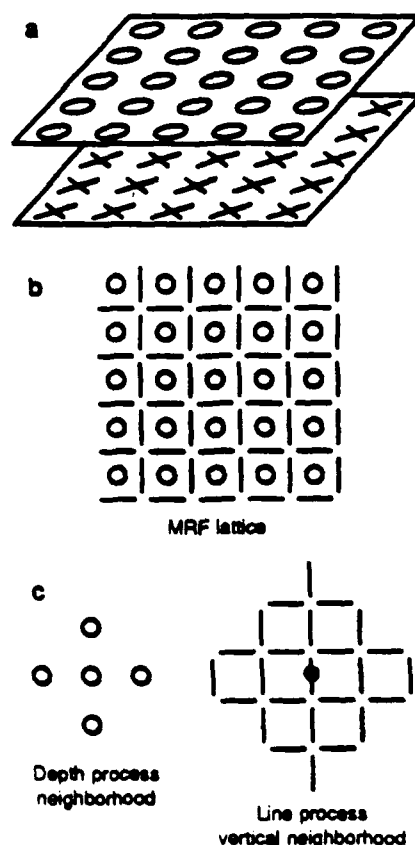 a
b
MRF lattice
c
Depth process
neighborhood
Line process
vertical neighborhood